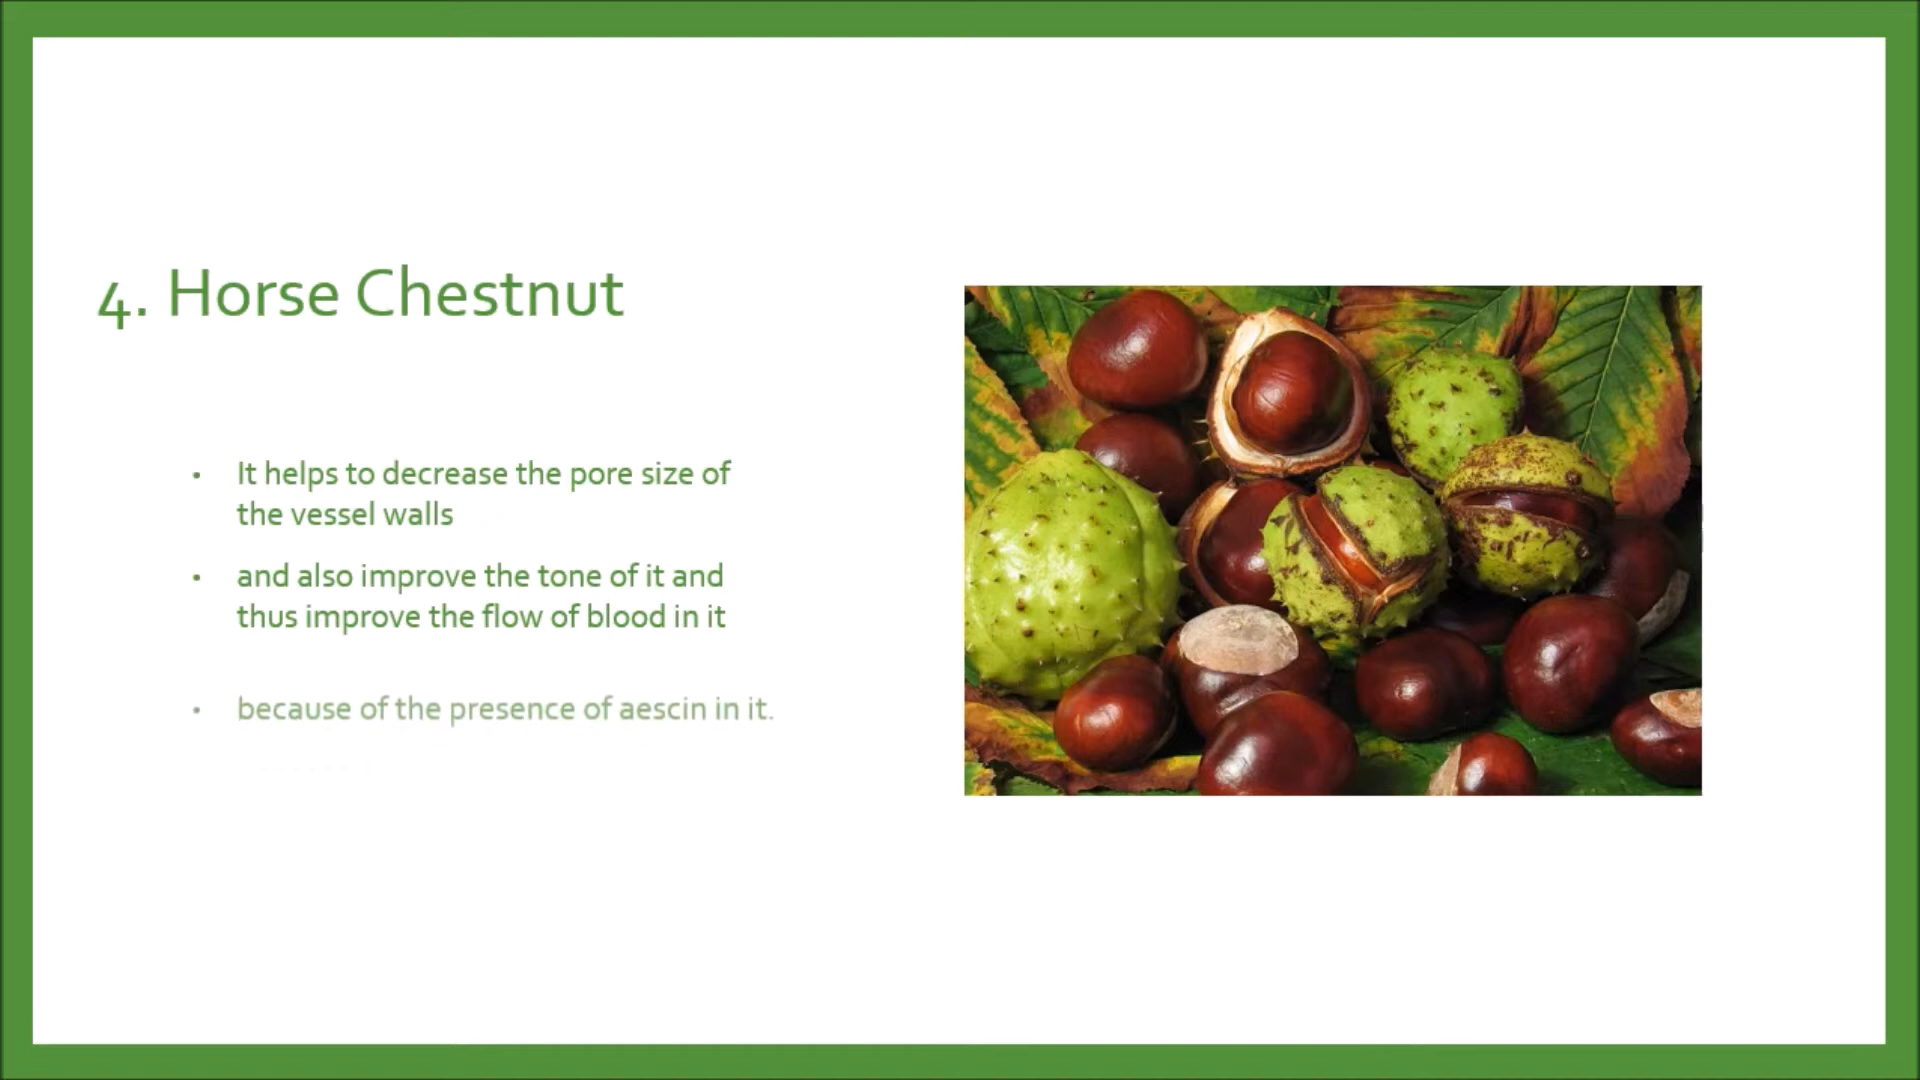 4. Horse Chestnut
• It helps to decrease the pore size of
the vessel walls
• and also improve the tone of it and
thus improve the flow of blood in it
• because of the presence of aescin in it.